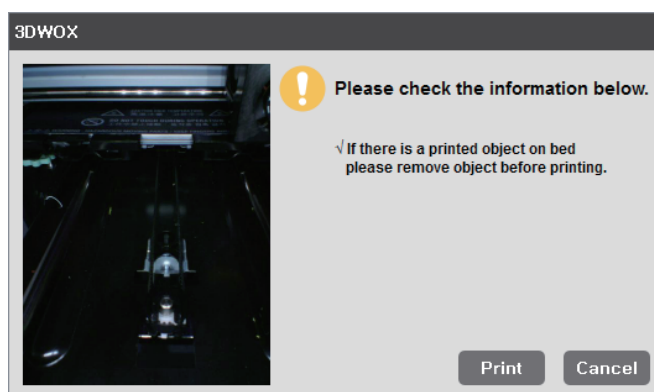 3DWOX
Please check the information below.
√ If there is a printed object on bed
please remove object before printing.
Print
Cancel